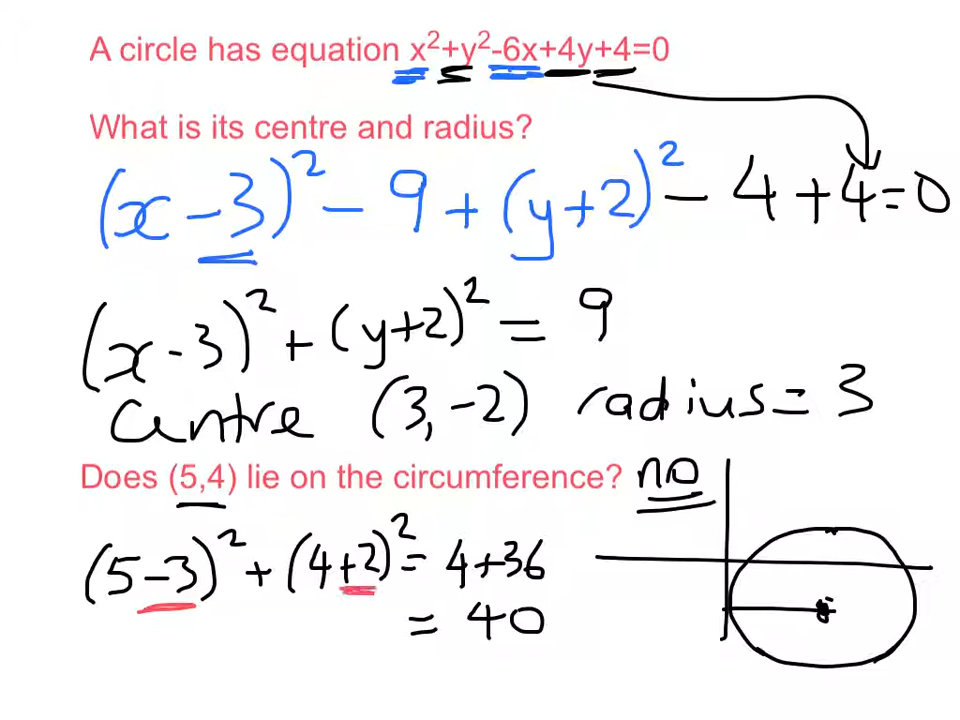 A circle has equation x²+y²-6x+4y+4=0
What is its centre and radius?
(x-3)² - 9 + (y+2)² - 4 + 4 = 0
(x-3)² + (y+2)² = 9
centre (3,-2) radius = 3
Does (5,4) lie on the circumference? no
(5-3)² + (4+2)² = 4+36
= 40